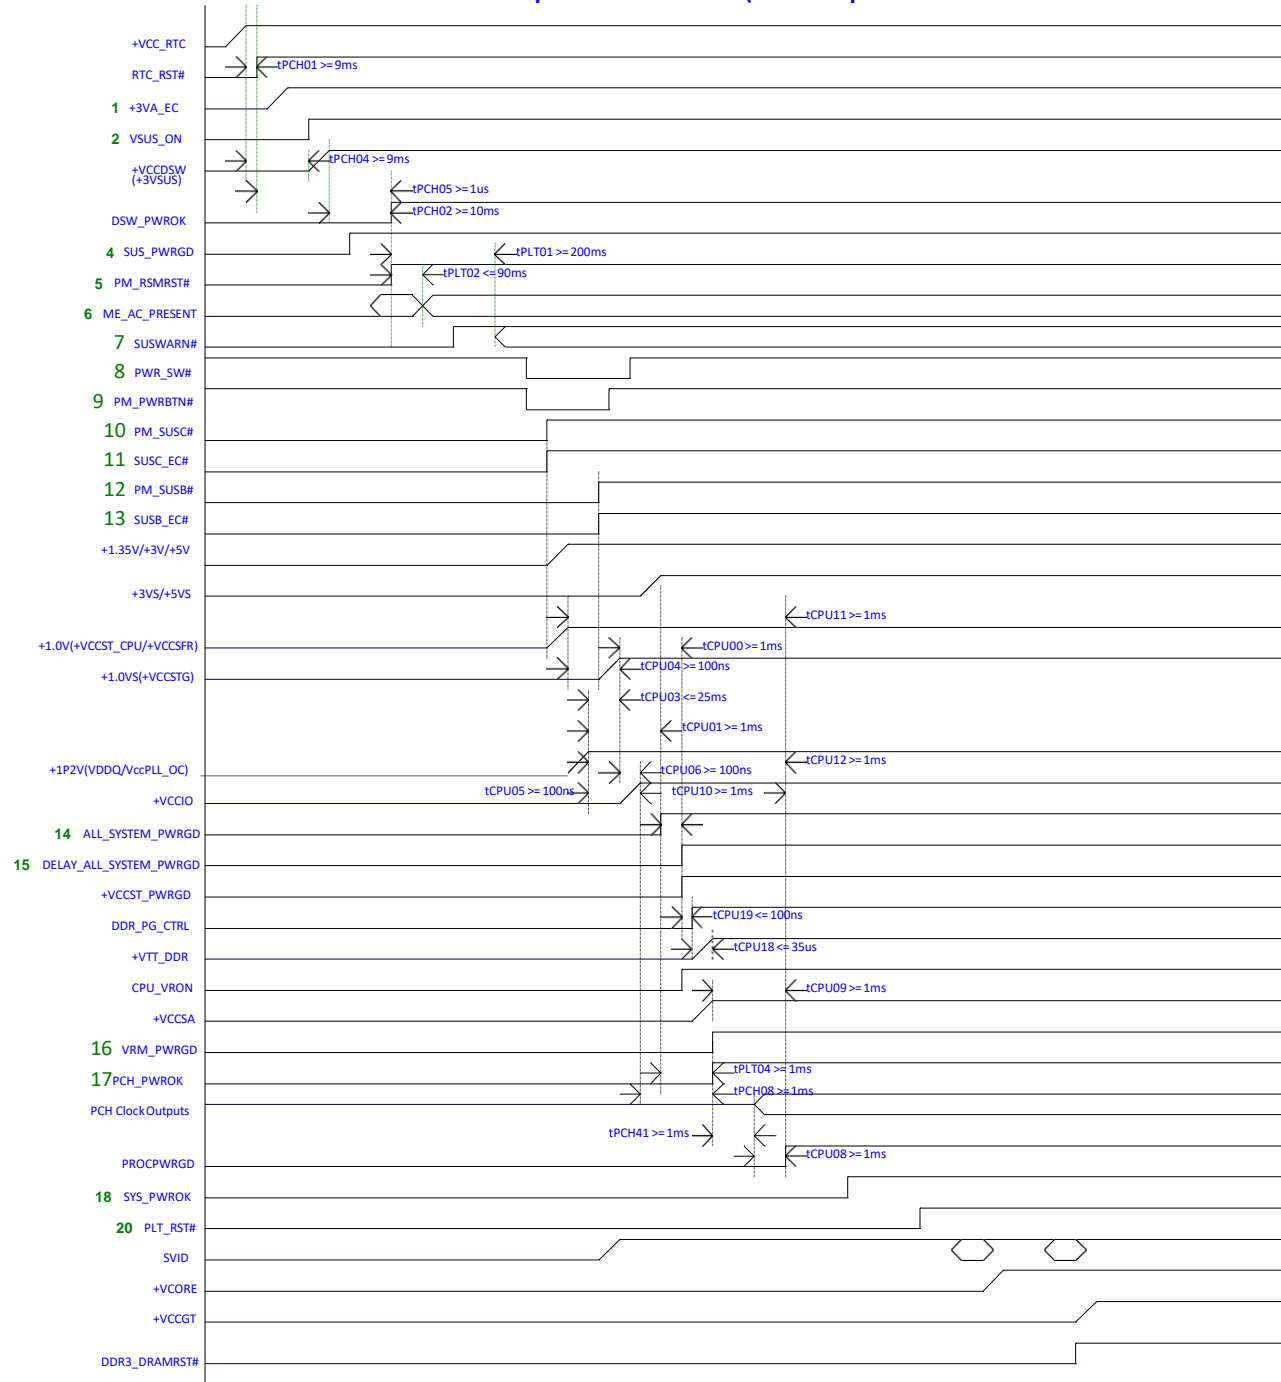 +VCC_RTC
tPCH01 >= 9ms
RTC_RST#
1 +3VA_EC
2 VSUS_ON
tPCH04 >= 9ms
+VCCDSW
(+3VSUS)
tPCH05 >= 1us
tPCH02 >= 10ms
DSW_PWROK
4 SUS_PWRGD
tPLT01 >= 200ms
tPLT02 <= 90ms
5 PM_RSMRST#
6 ME_AC_PRESENT
7 SUSWARN#
8 PWR_SW#
9 PM_PWRBTN#
10 PM_SUSC#
11 SUSC_EC#
12 PM_SUSB#
13 SUSB_EC#
+1.35V/+3V/+5V
+3VS/+5VS
tCPU11 >= 1ms
+1.0V(+VCCST_CPU/+VCCSFR)
tCPU00 >= 1ms
tCPU04 >= 100ns
+1.0VS(+VCCSTG)
tCPU03 <= 25ms
tCPU01 >= 1ms
tCPU12 >= 1ms
+1P2V(VDDQ/VccPLL_OC)
tCPU06 >= 100ns
tCPU05 >= 100ns
tCPU10 >= 1ms
+VCCIO
14 ALL_SYSTEM_PWRGD
15 DELAY_ALL_SYSTEM_PWRGD
+VCCST_PWRGD
tCPU19 <= 100ns
DDR_PG_CTRL
tCPU18 <= 35us
+VTT_DDR
CPU_VRON
tCPU09 >= 1ms
+VCCSA
16 VRM_PWRGD
tPLT04 >= 1ms
17 PCH_PWROK
tPCH08 >= 1ms
PCH Clock Outputs
tPCH41 >= 1ms
tCPU08 >= 1ms
PROCPWRGD
18 SYS_PWROK
20 PLT_RST#
SVID
+VCORE
+VCCGT
DDR3_DRAMRST#